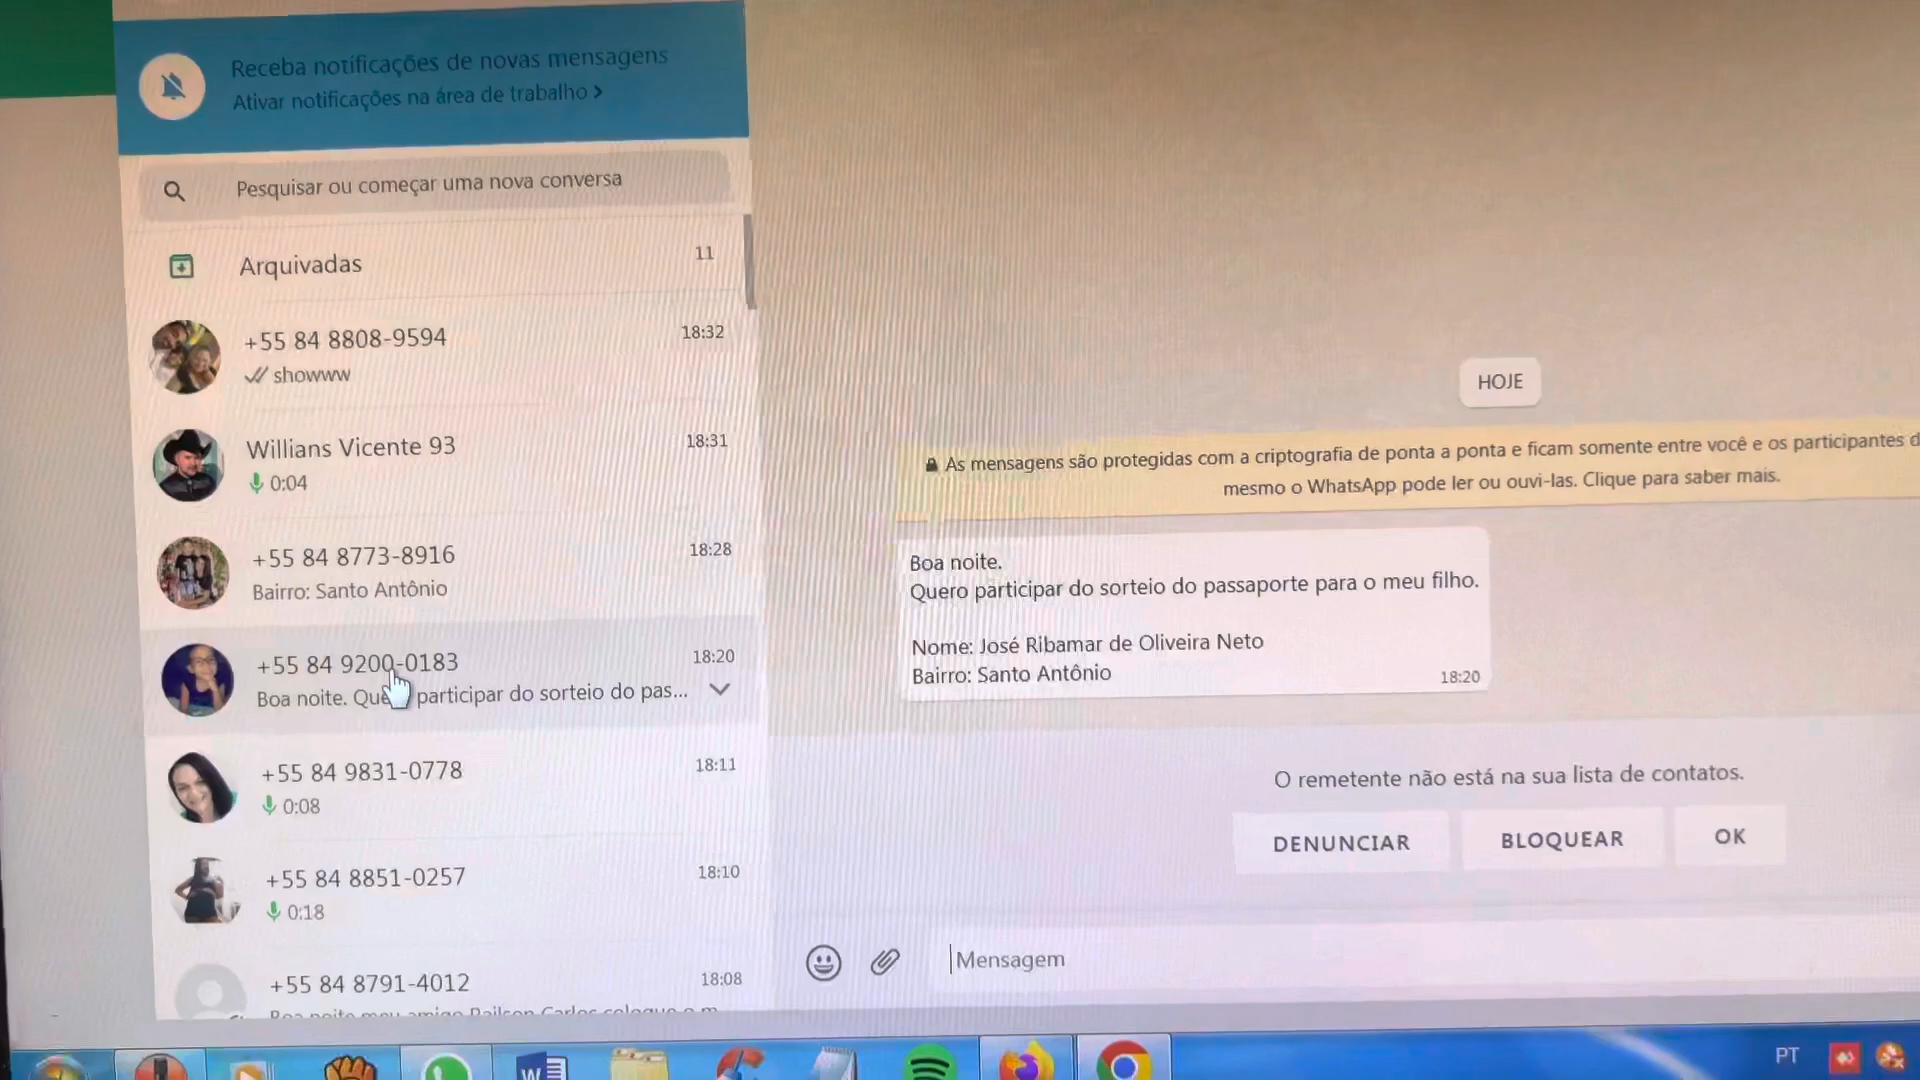 Receba notificações de novas mensagens
Ativar notificações na área de trabalho >
Pesquisar ou começar uma nova conversa
Arquivadas 11
+55 84 8808-9594 18:32
showww
Willians Vicente 93 18:31
0:04
+55 84 8773-8916 18:28
Bairro: Santo Antônio
+55 84 9200-0183 18:20
Boa noite. Que participar do sorteio do pas...
+55 84 9831-0778 18:11
0:08
+55 84 8851-0257 18:10
0:18
+55 84 8791-4012 18:08
Boa noite meu amigo Railson Carlos coloque o m
HOJE
As mensagens são protegidas com a criptografia de ponta a ponta e ficam somente entre você e os participantes d
mesmo o WhatsApp pode ler ou ouvi-las. Clique para saber mais.
Boa noite.
Quero participar do sorteio do passaporte para o meu filho.
Nome: José Ribamar de Oliveira Neto
Bairro: Santo Antônio
18:20
O remetente não está na sua lista de contatos.
DENUNCIAR BLOQUEAR OK
Mensagem
W
PT